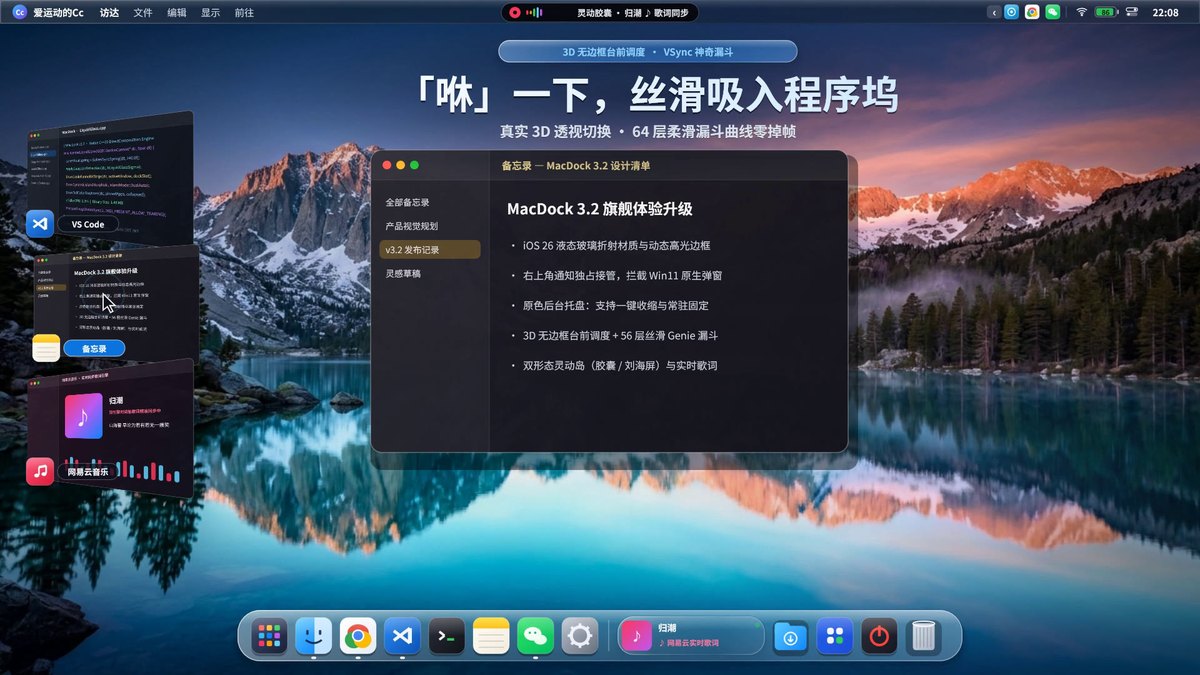 Cc 爱运动的Cc 访达 文件 编辑 显示 前往
灵动胶囊 · 归潮 ♪ 歌词同步
86 22:08
3D 无边框台前调度 · VSync 神奇漏斗
「咻」一下，丝滑吸入程序坞
真实 3D 透视切换 · 64 层柔滑漏斗曲线零掉帧
VS Code
MacDock 3.2 旗舰体验升级
备忘录
归潮
网易云音乐
备忘录 — MacDock 3.2 设计清单
全部备忘录
产品视觉规划
v3.2 发布记录
灵感草稿
MacDock 3.2 旗舰体验升级
· iOS 26 液态玻璃折射材质与动态高光边框
· 右上角通知独占接管，拦截 Win11 原生弹窗
· 原色后台托盘：支持一键收缩与常驻固定
· 3D 无边框台前调度 + 56 层丝滑 Genie 漏斗
· 双形态灵动岛（胶囊 / 刘海屏）与实时歌词
归潮
♪ 网易云实时歌词